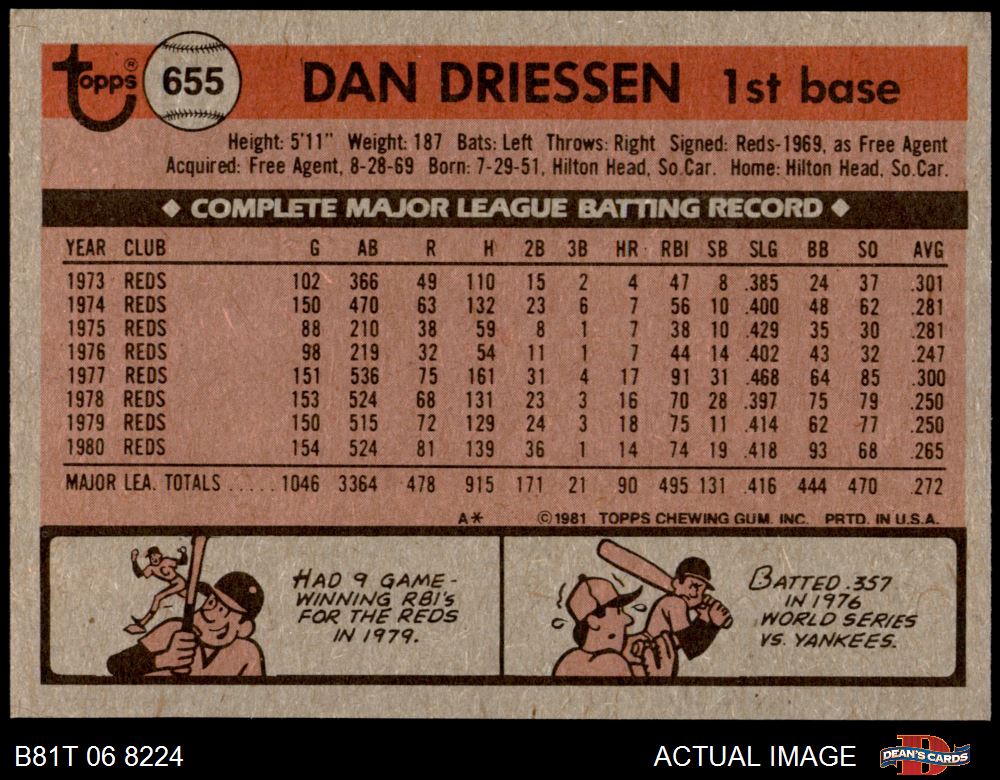 topps® 655 DAN DRIESSEN 1st base
Height: 5'11" Weight: 187 Bats: Left Throws: Right Signed: Reds-1969, as Free Agent
Acquired: Free Agent, 8-28-69 Born: 7-29-51, Hilton Head, So.Car. Home: Hilton Head, So.Car.
◆ COMPLETE MAJOR LEAGUE BATTING RECORD ◆
YEAR CLUB G AB R H 2B 3B HR RBI SB SLG BB SO AVG
1973 REDS 102 366 49 110 15 2 4 47 8 .385 24 37 .301
1974 REDS 150 470 63 132 23 6 7 56 10 .400 48 62 .281
1975 REDS 88 210 38 59 8 1 7 38 10 .429 35 30 .281
1976 REDS 98 219 32 54 11 1 7 44 14 .402 43 32 .247
1977 REDS 151 536 75 161 31 4 17 91 31 .468 64 85 .300
1978 REDS 153 524 68 131 23 3 16 70 28 .397 75 79 .250
1979 REDS 150 515 72 129 24 3 18 75 11 .414 62 77 .250
1980 REDS 154 524 81 139 36 1 14 74 19 .418 93 68 .265
MAJOR LEA. TOTALS ..... 1046 3364 478 915 171 21 90 495 131 .416 444 470 .272
A* ©1981 TOPPS CHEWING GUM. INC. PRTD. IN U.S.A.
HAD 9 GAME-
WINNING RBI's
FOR THE REDS
IN 1979.
BATTED .357
IN 1976
WORLD SERIES
VS. YANKEES.
B81T 06 8224 ACTUAL IMAGE DEAN'S CARDS